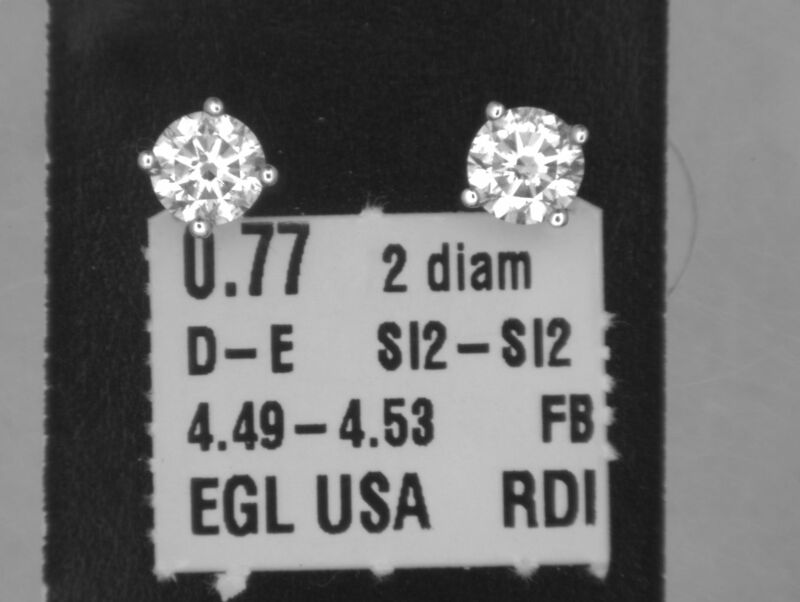 0.77 2 diam
D–E SI2–SI2
4.49–4.53 FB
EGL USA RDI